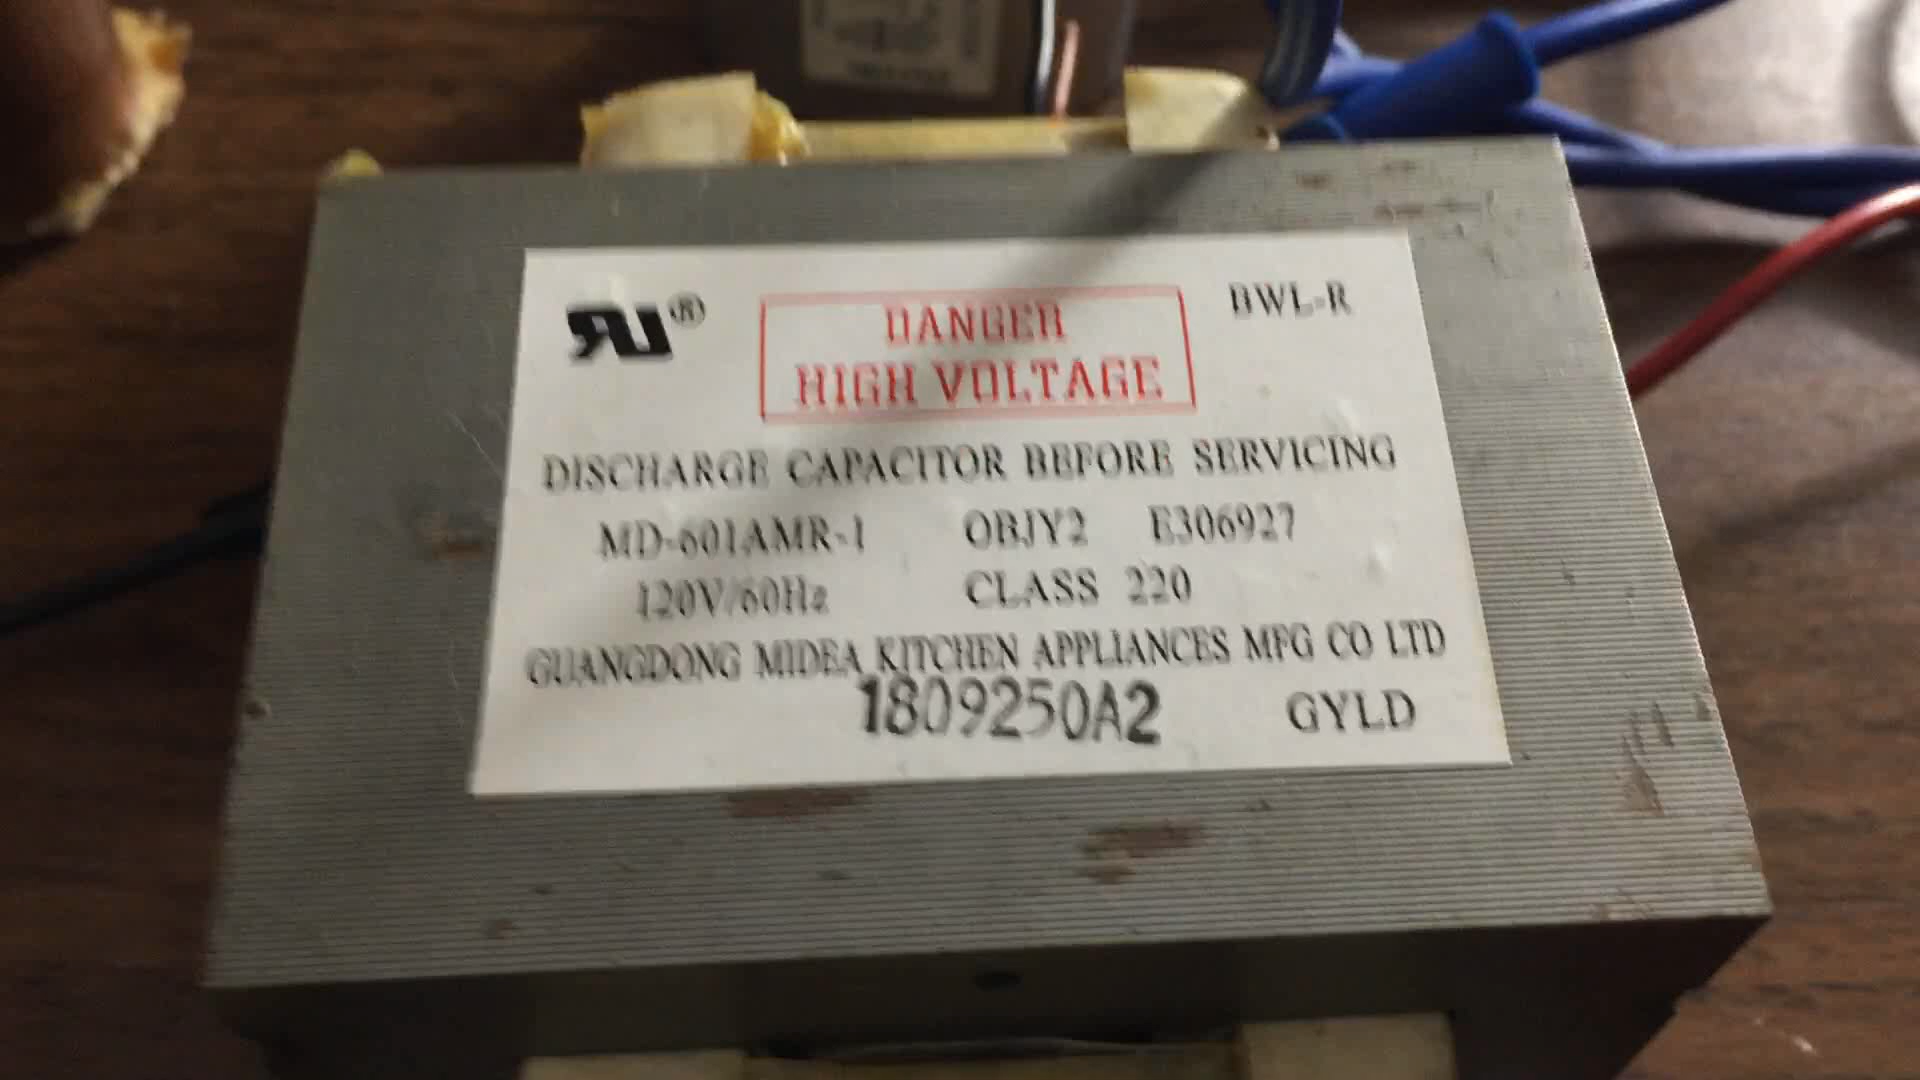 RU® DANGER BWL-R
HIGH VOLTAGE
DISCHARGE CAPACITOR BEFORE SERVICING
MD-601AMR-1 OBJY2 E306927
120V/60Hz CLASS 220
GUANGDONG MIDEA KITCHEN APPLIANCES MFG CO LTD
1809250A2 GYLD